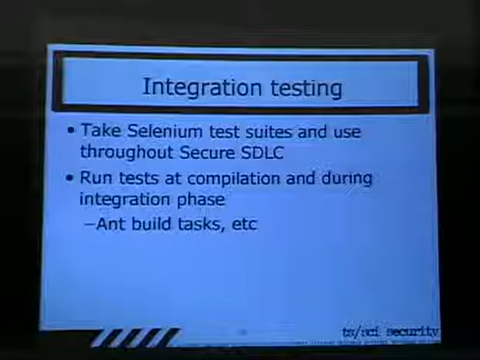 Integration testing
• Take Selenium test suites and use
throughout Secure SDLC
• Run tests at compilation and during
integration phase
–Ant build tasks, etc
ts/sci security